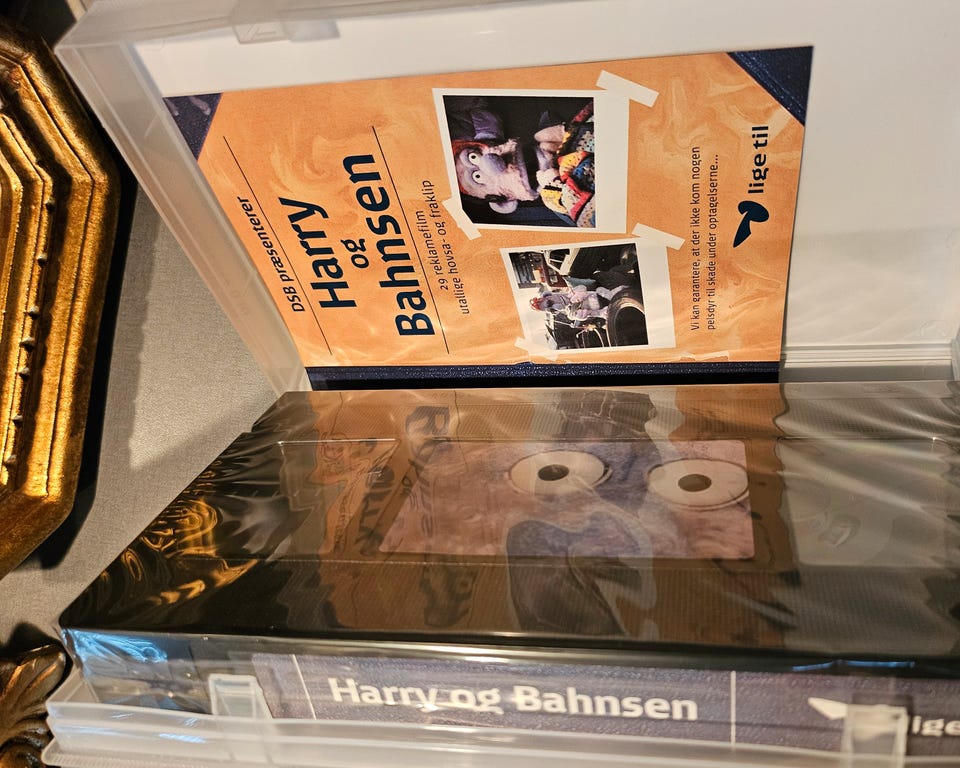 DSB præsenterer
Harry
og
Bahnsen
29 reklamefilm
utallige hovsa- og fraklip
Vi kan garantere, at der ikke kom nogen
pelsdyr til skade under optagelserne...
lige til
Harry og Bahnsen
lige